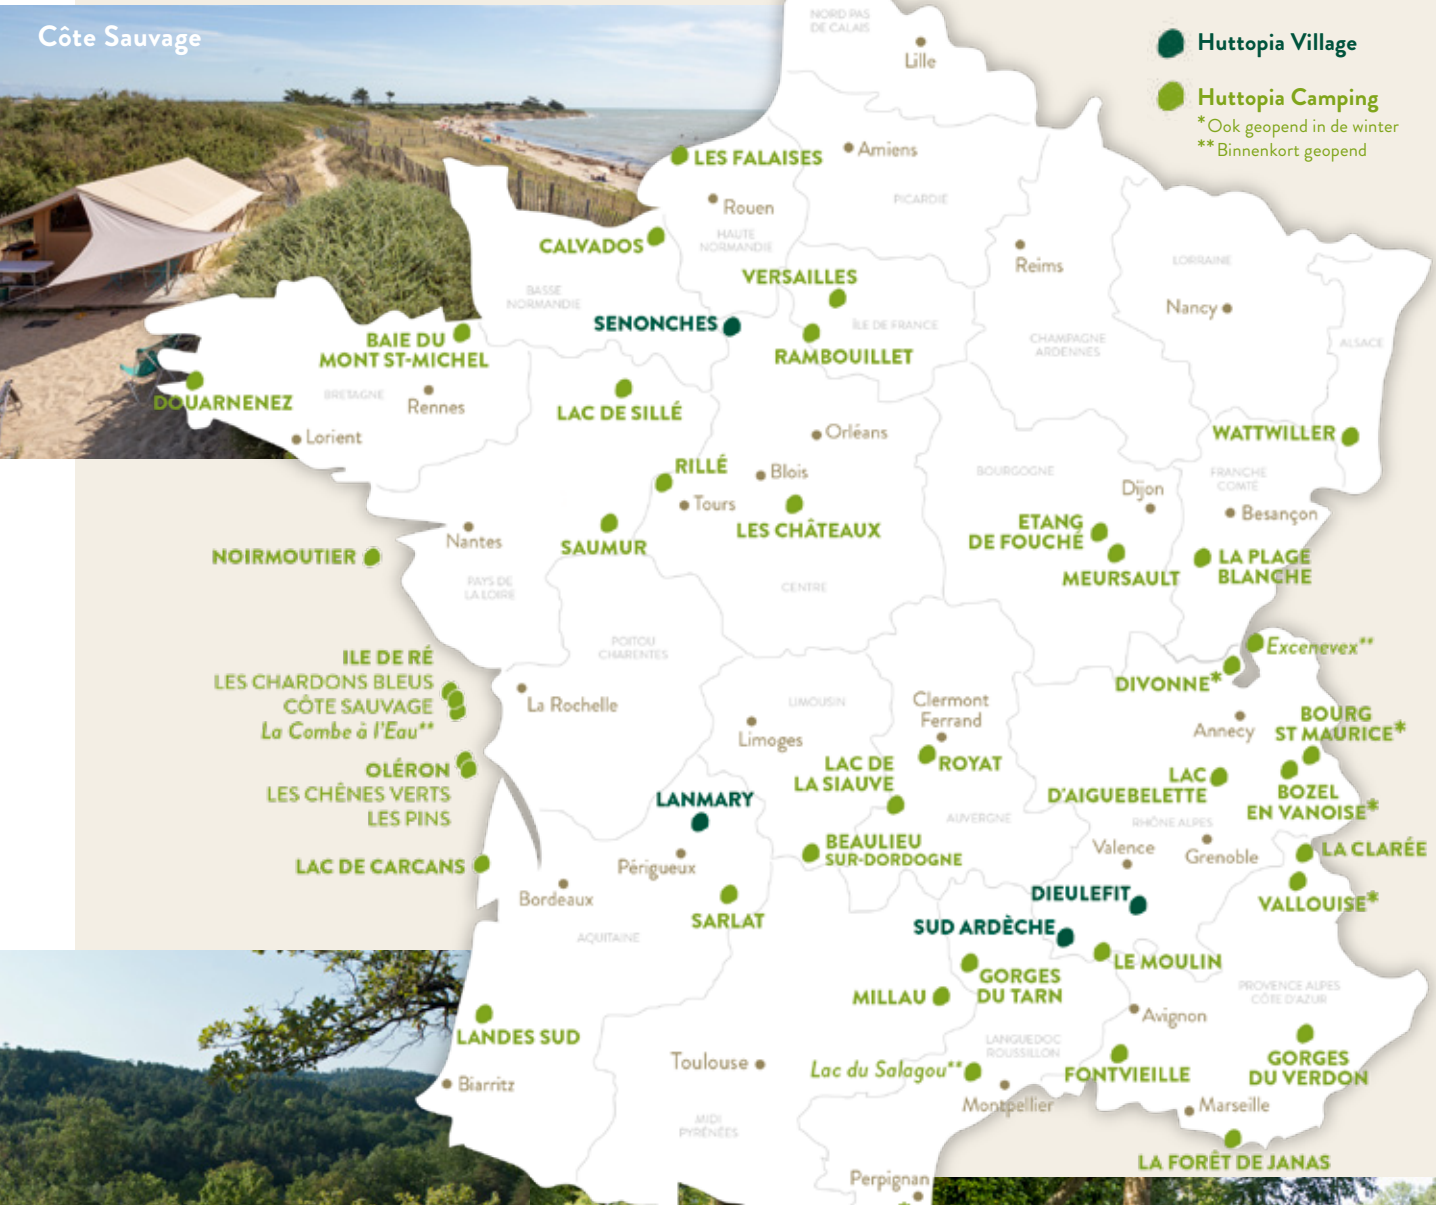 Côte Sauvage
Huttopia Village
Huttopia Camping
*Ook geopend in de winter
**Binnenkort geopend
NORD PAS
DE CALAIS
Lille
LES FALAISES
Amiens
PICARDIE
Rouen
HAUTE
NORMANDIE
CALVADOS
VERSAILLES
Reims
LORRAINE
BASSE
NORMANDIE
SENONCHES
ÎLE DE FRANCE
Nancy
RAMBOUILLET
CHAMPAGNE
ARDENNES
ALSACE
BAIE DU
MONT ST-MICHEL
DOUARNENEZ
BRETAGNE
Rennes
LAC DE SILLÉ
Lorient
Orléans
WATTWILLER
RILLÉ
Blois
BOURGOGNE
FRANCHE
COMTÉ
Dijon
Tours
Besançon
LES CHÂTEAUX
ETANG
DE FOUCHÉ
Nantes
SAUMUR
NOIRMOUTIER
LA PLAGE
BLANCHE
MEURSAULT
PAYS DE
LA LOIRE
CENTRE
POITOU
CHARENTES
Excenevex**
ILE DE RÉ
LES CHARDONS BLEUS
CÔTE SAUVAGE
La Combe à l'Eau**
DIVONNE*
La Rochelle
LIMOUSIN
Clermont
Ferrand
Annecy
BOURG
ST MAURICE*
Limoges
ROYAT
LAC DE
LA SIAUVE
OLÉRON
LES CHÊNES VERTS
LES PINS
LAC
D'AIGUEBELETTE
BOZEL
EN VANOISE*
LANMARY
AUVERGNE
RHÔNE ALPES
BEAULIEU
SUR-DORDOGNE
Valence
Grenoble
LA CLARÉE
LAC DE CARCANS
Périgueux
Bordeaux
DIEULEFIT
VALLOUISE*
SARLAT
SUD ARDÈCHE
AQUITAINE
LE MOULIN
GORGES
DU TARN
MILLAU
PROVENCE ALPES
CÔTE D'AZUR
Avignon
LANDES SUD
LANGUEDOC
ROUSSILLON
Toulouse
Lac du Salagou**
FONTVIEILLE
GORGES
DU VERDON
Biarritz
Montpellier
Marseille
MIDI
PYRÉNÉES
LA FORÊT DE JANAS
Perpignan